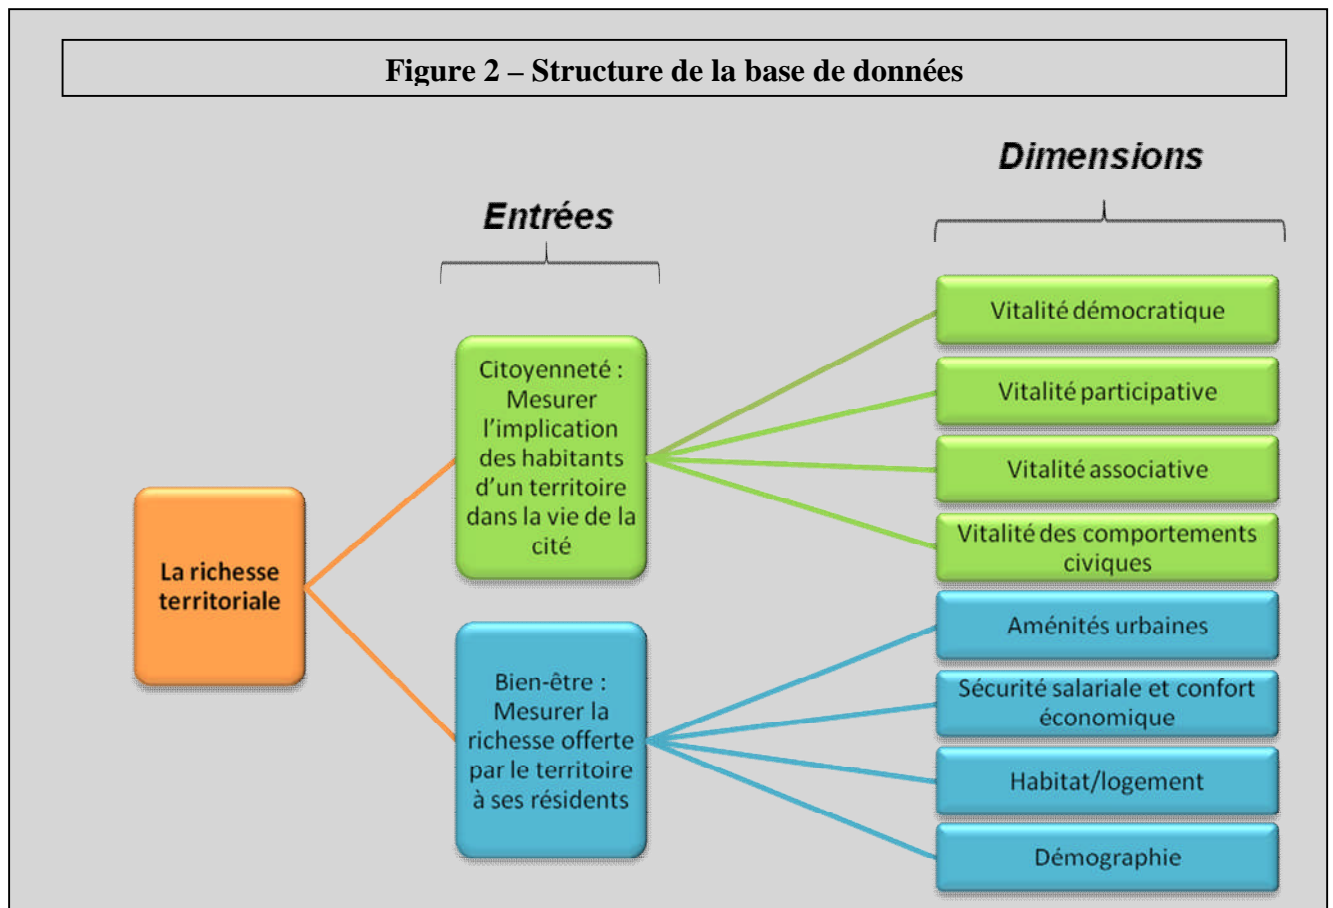 Figure 2 – Structure de la base de données
Dimensions
Entrées
La richesse
territoriale
Citoyenneté :
Mesurer
l'implication
des habitants
d'un territoire
dans la vie de la
cité
Bien-être :
Mesurer la
richesse offerte
par le territoire
à ses résidents
Vitalité démocratique
Vitalité participative
Vitalité associative
Vitalité des comportements
civiques
Aménités urbaines
Sécurité salariale et confort
économique
Habitat/logement
Démographie